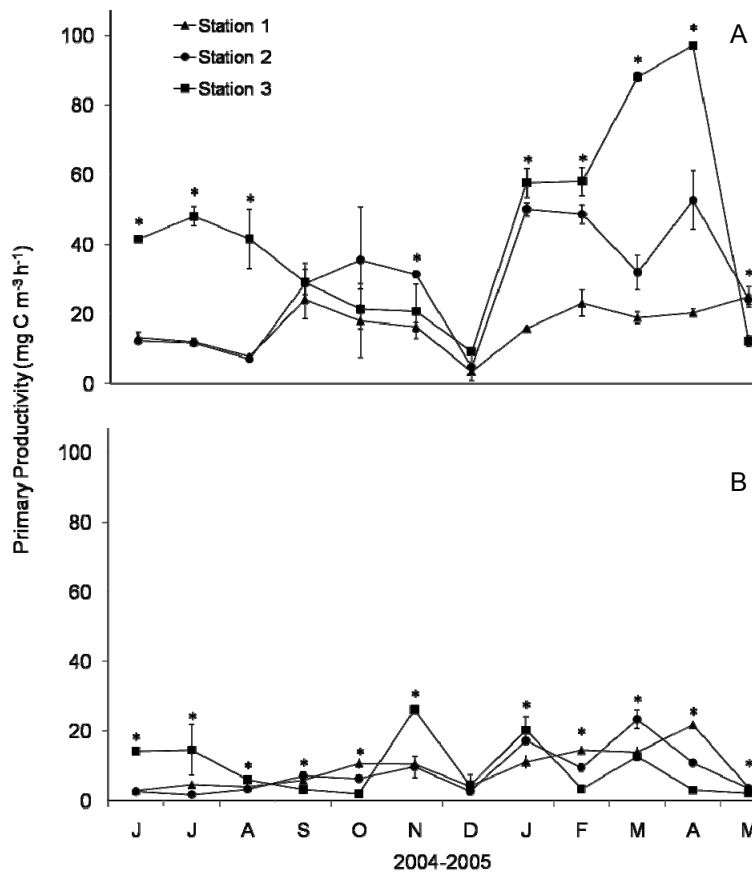 A
Station 1
Station 2
Station 3
* * * * * * * * *
100
80
60
40
20
0
Primary Productivity (mg C m⁻³ h⁻¹)
B
* * * * * * * * * * *
100
80
60
40
20
0
J J A S O N D J F M A M
2004-2005